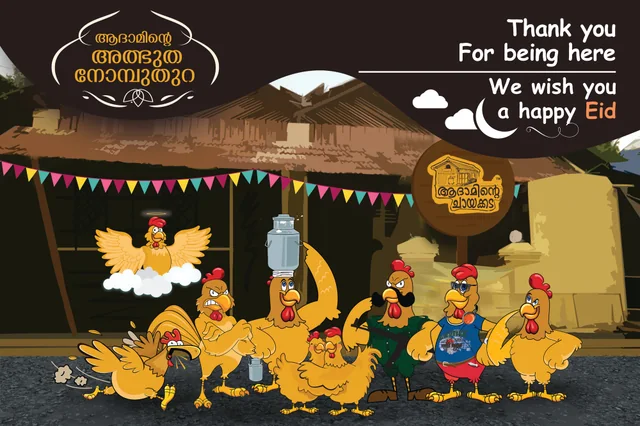 ആദാമിന്റെ
അത്ഭുത
നോമ്പുതുറ
Thank you
For being here
We wish you
a happy Eid
ആദാമിന്റെ
ചായക്കട